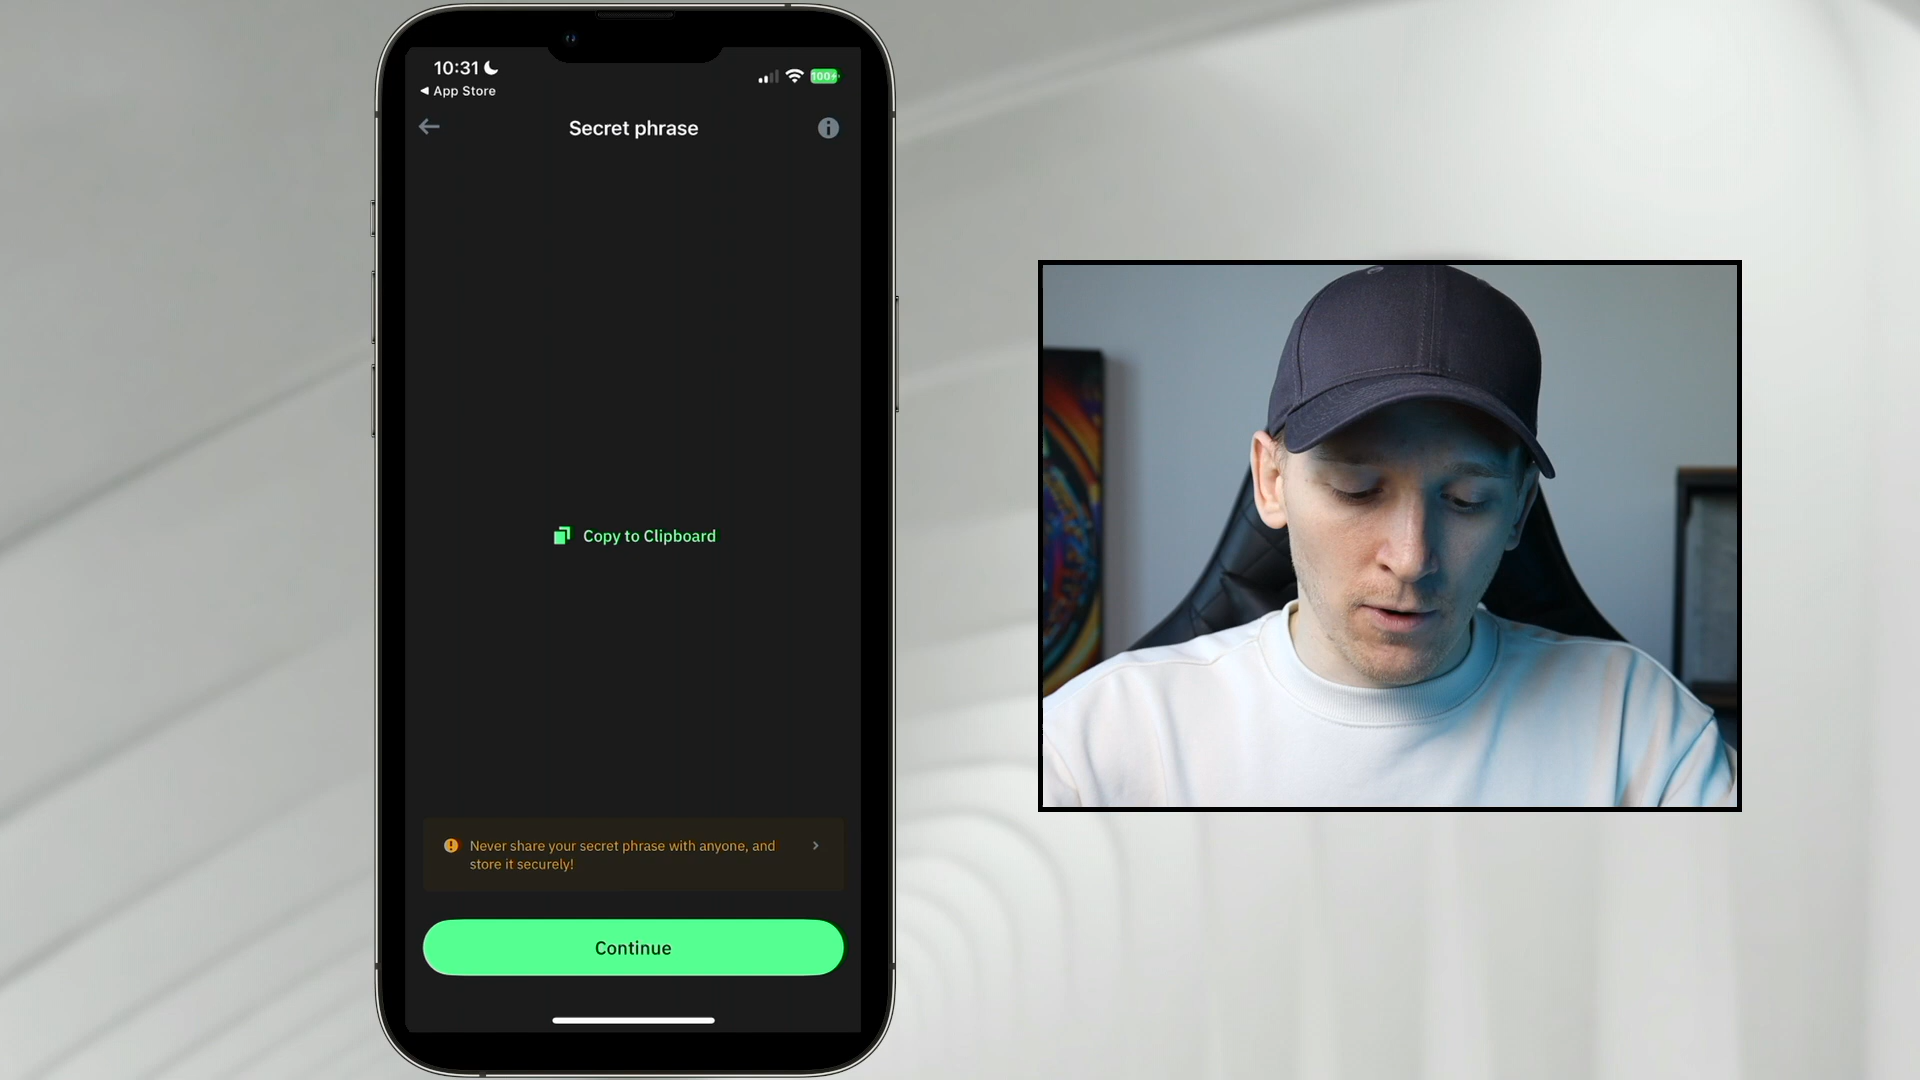 10:31
App Store
100
Secret phrase
Copy to Clipboard
Never share your secret phrase with anyone, and
store it securely!
Continue